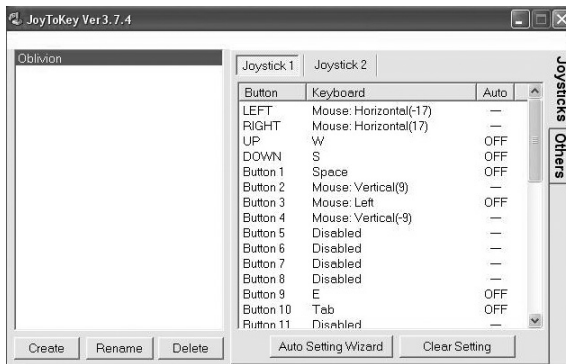 JoyToKey Ver3.7.4
Oblivion
Joystick 1 Joystick 2
Button Keyboard Auto
LEFT Mouse: Horizontal(-17) —
RIGHT Mouse: Horizontal(17) —
UP W OFF
DOWN S OFF
Button 1 Space OFF
Button 2 Mouse: Vertical(9) —
Button 3 Mouse: Left OFF
Button 4 Mouse: Vertical(-9) —
Button 5 Disabled —
Button 6 Disabled —
Button 7 Disabled —
Button 8 Disabled —
Button 9 E OFF
Button 10 Tab OFF
Button 11 Disabled —
Joysticks
Others
Create Rename Delete
Auto Setting Wizard Clear Setting